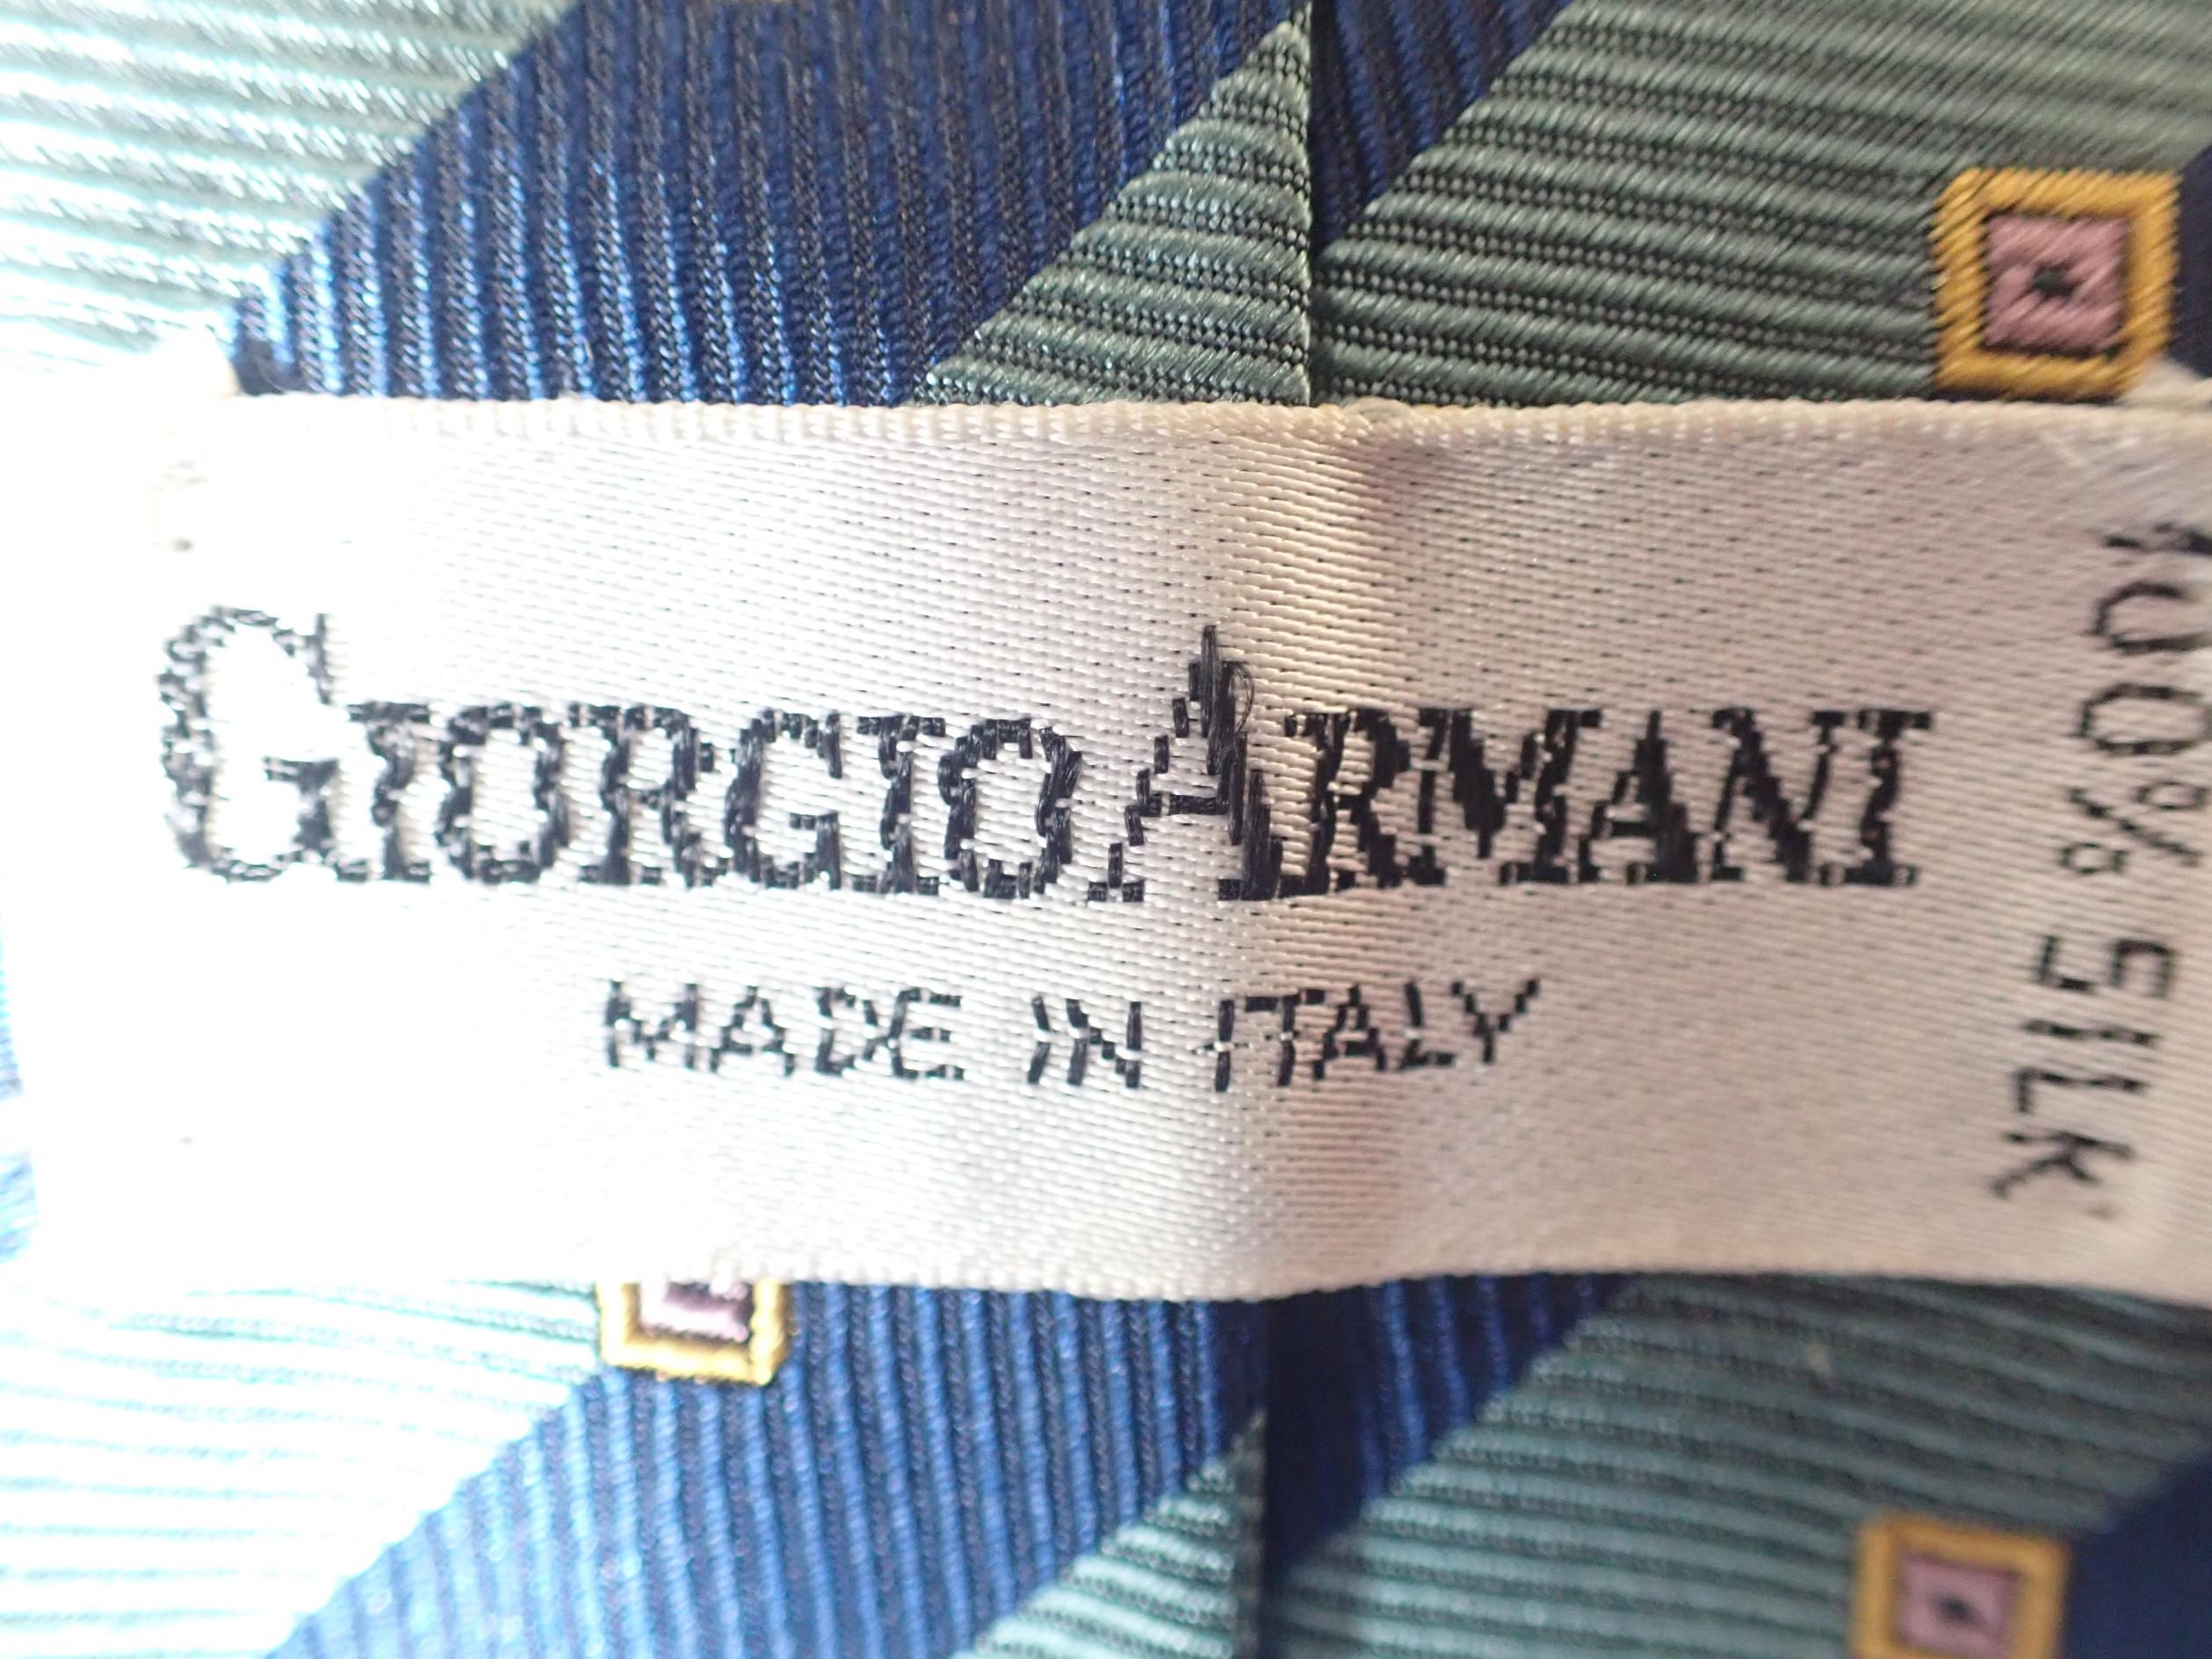 GIORGIO ARMANI
MADE IN ITALY
100% SILK